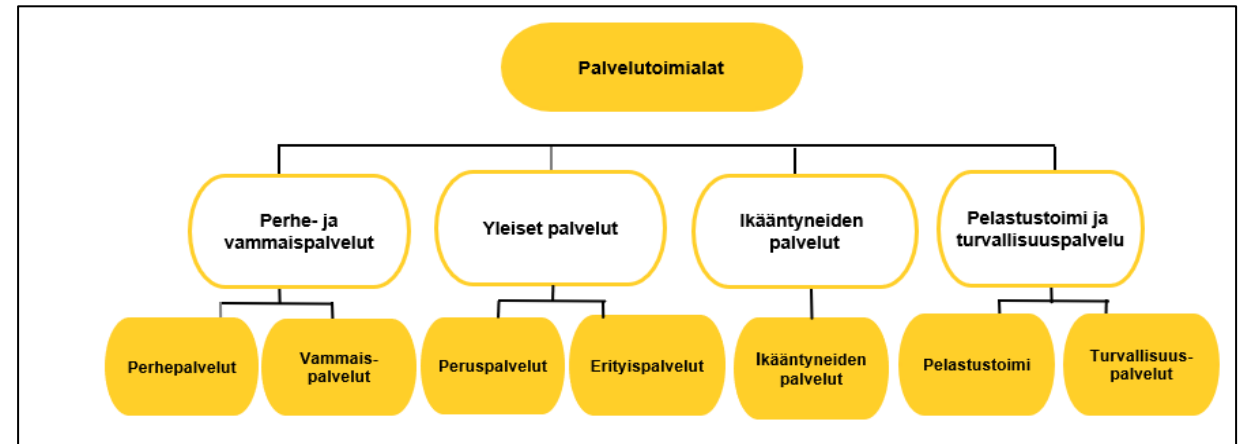 Palvelutoimialat
Perhe- ja
vammaispalvelut
Yleiset palvelut
Ikääntyneiden
palvelut
Pelastustoimi ja
turvallisuuspalvelu
Perhepalvelut
Vammais-
palvelut
Peruspalvelut
Erityispalvelut
Ikääntyneiden
palvelut
Pelastustoimi
Turvallisuus-
palvelut